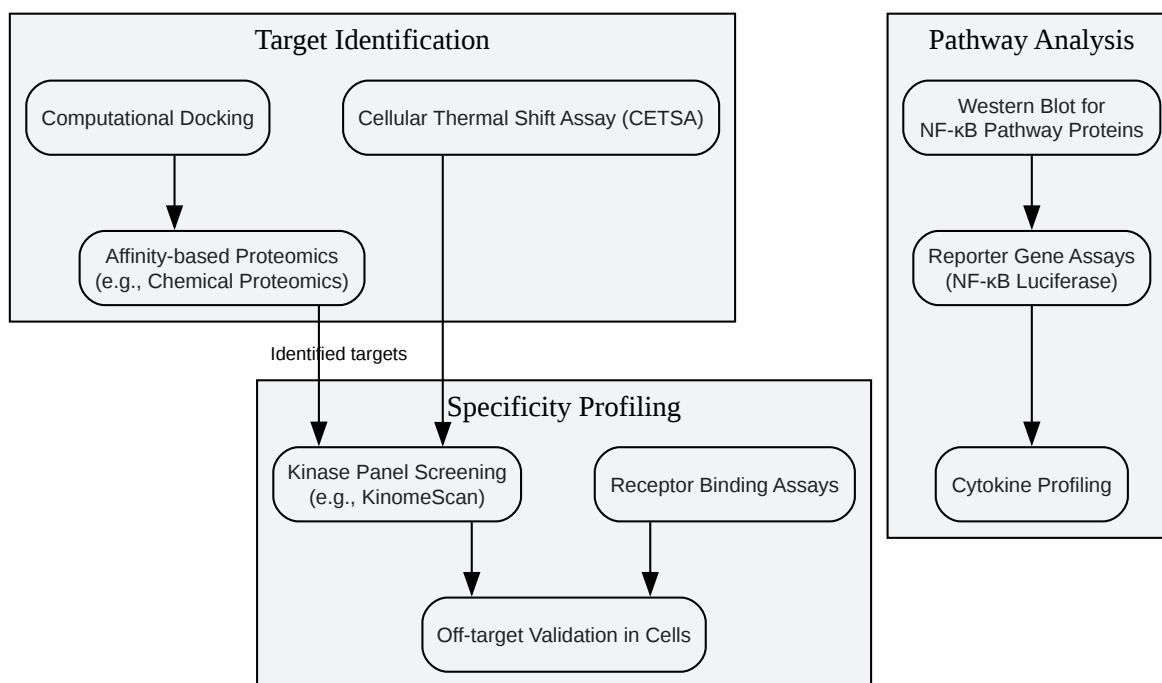 Target Identification
Computational Docking
Cellular Thermal Shift Assay (CETSA)
Affinity-based Proteomics
(e.g., Chemical Proteomics)
Identified targets
Specificity Profiling
Kinase Panel Screening
(e.g., KinomeScan)
Receptor Binding Assays
Off-target Validation in Cells
Pathway Analysis
Western Blot for
NF-κB Pathway Proteins
Reporter Gene Assays
(NF-κB Luciferase)
Cytokine Profiling